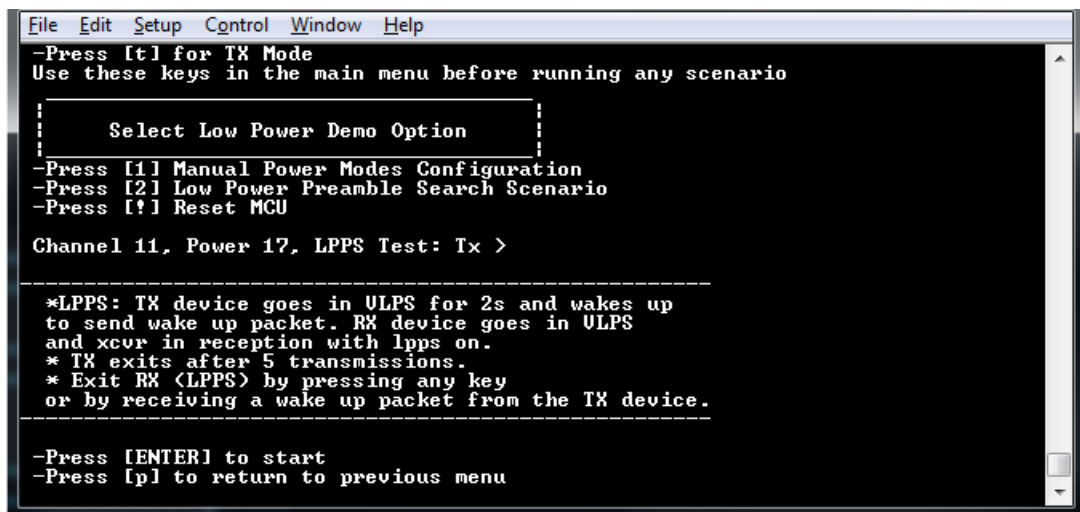 File Edit Setup Control Window Help
-Press [t] for TX Mode
Use these keys in the main menu before running any scenario
Select Low Power Demo Option
-Press [1] Manual Power Modes Configuration
-Press [2] Low Power Preamble Search Scenario
-Press [!] Reset MCU
Channel 11, Power 17, LPPS Test: Tx >
*LPPS: TX device goes in VLPS for 2s and wakes up
to send wake up packet. RX device goes in VLPS
and xcvr in reception with lpps on.
* TX exits after 5 transmissions.
* Exit RX (LPPS) by pressing any key
or by receiving a wake up packet from the TX device.
-Press [ENTER] to start
-Press [p] to return to previous menu